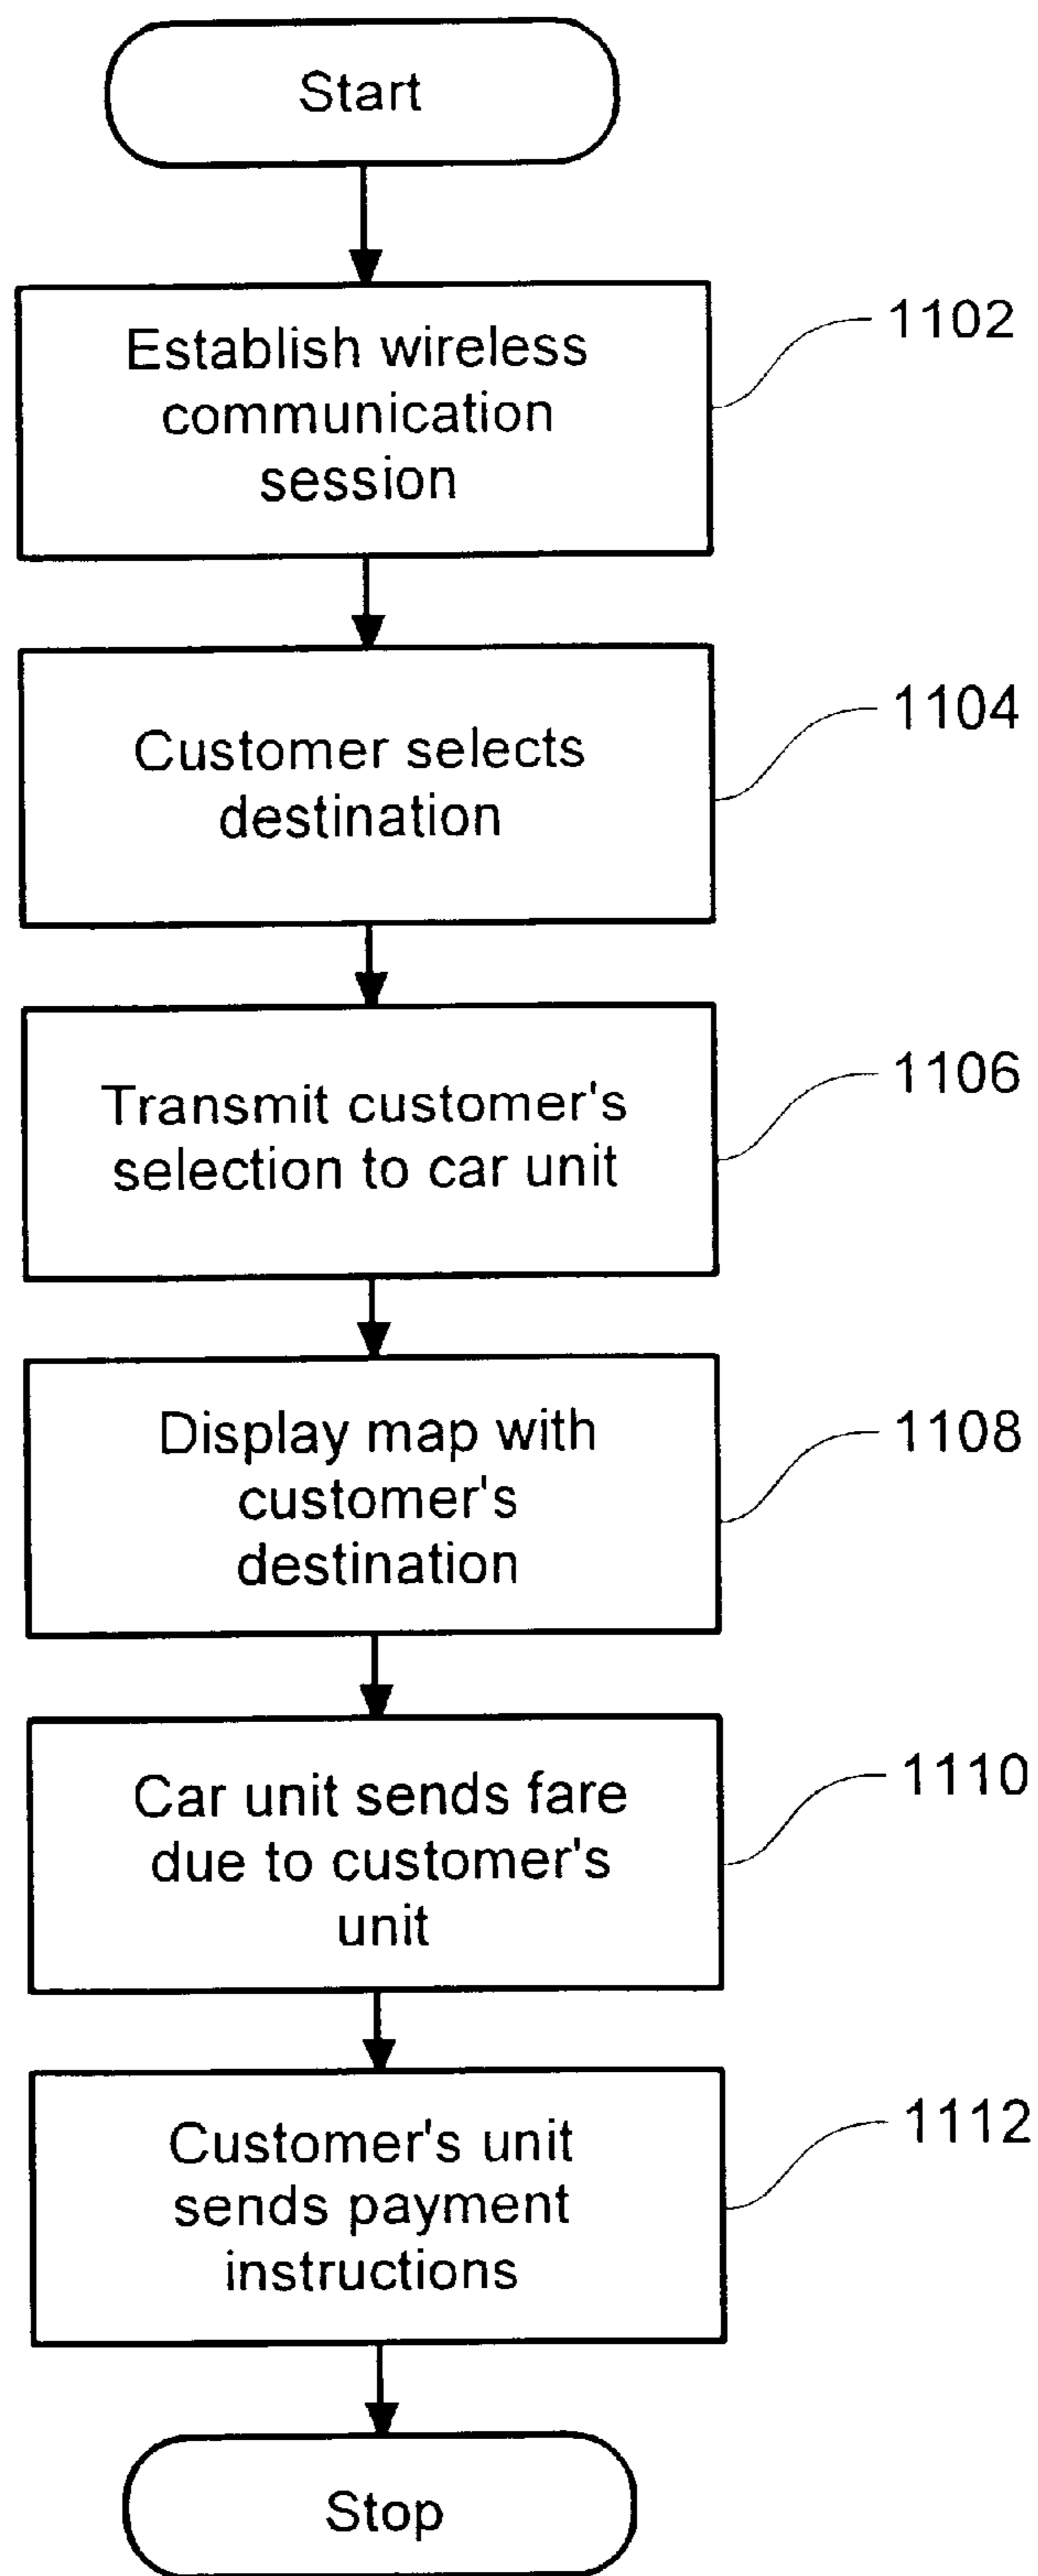 Start
Establish wireless
communication
session
1102
Customer selects
destination
1104
Transmit customer's
selection to car unit
1106
Display map with
customer's
destination
1108
Car unit sends fare
due to customer's
unit
1110
Customer's unit
sends payment
instructions
1112
Stop